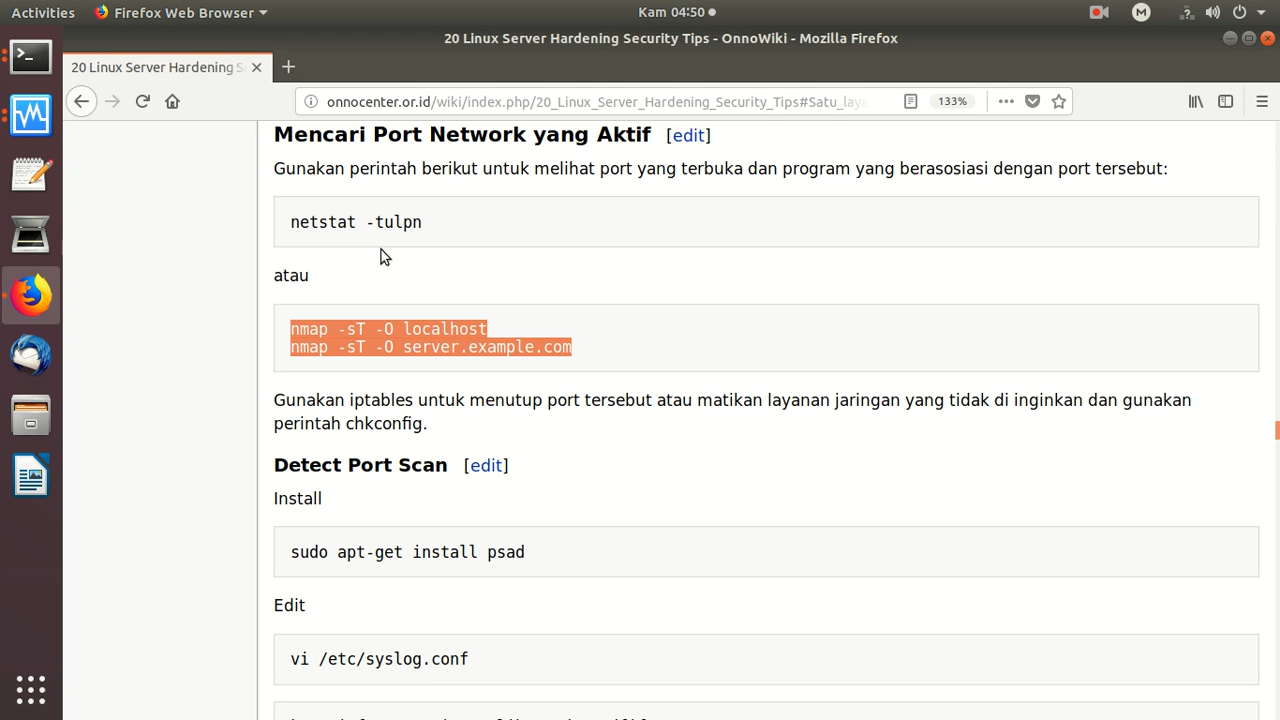 Activities Firefox Web Browser Kam 04:50 M
20 Linux Server Hardening Security Tips - OnnoWiki - Mozilla Firefox
20 Linux Server Hardening S
onnocenter.or.id/wiki/index.php/20_Linux_Server_Hardening_Security_Tips#Satu_laya 133%
Mencari Port Network yang Aktif [edit]
Gunakan perintah berikut untuk melihat port yang terbuka dan program yang berasosiasi dengan port tersebut:
netstat -tulpn
atau
nmap -sT -O localhost
nmap -sT -O server.example.com
Gunakan iptables untuk menutup port tersebut atau matikan layanan jaringan yang tidak di inginkan dan gunakan
perintah chkconfig.
Detect Port Scan [edit]
Install
sudo apt-get install psad
Edit
vi /etc/syslog.conf